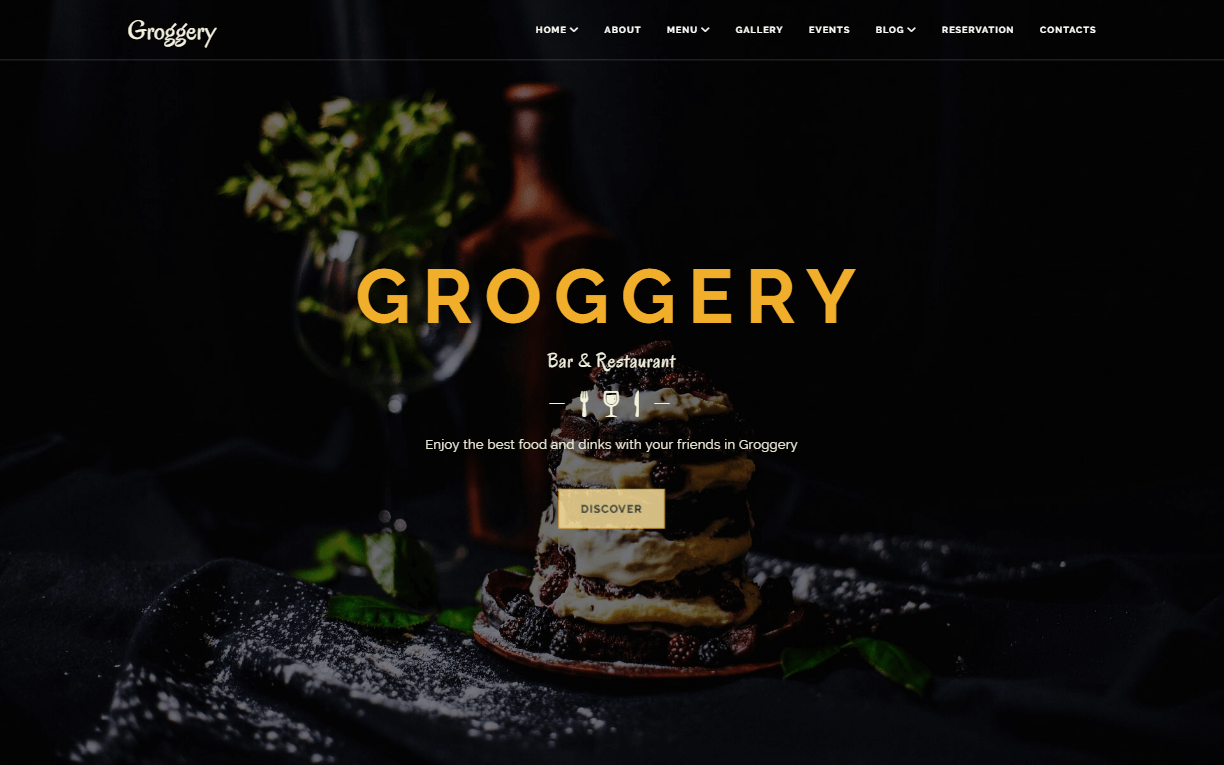 Groggery
HOME ABOUT MENU GALLERY EVENTS BLOG RESERVATION CONTACTS
GROGGERY
Bar & Restaurant
Enjoy the best food and dinks with your friends in Groggery
DISCOVER